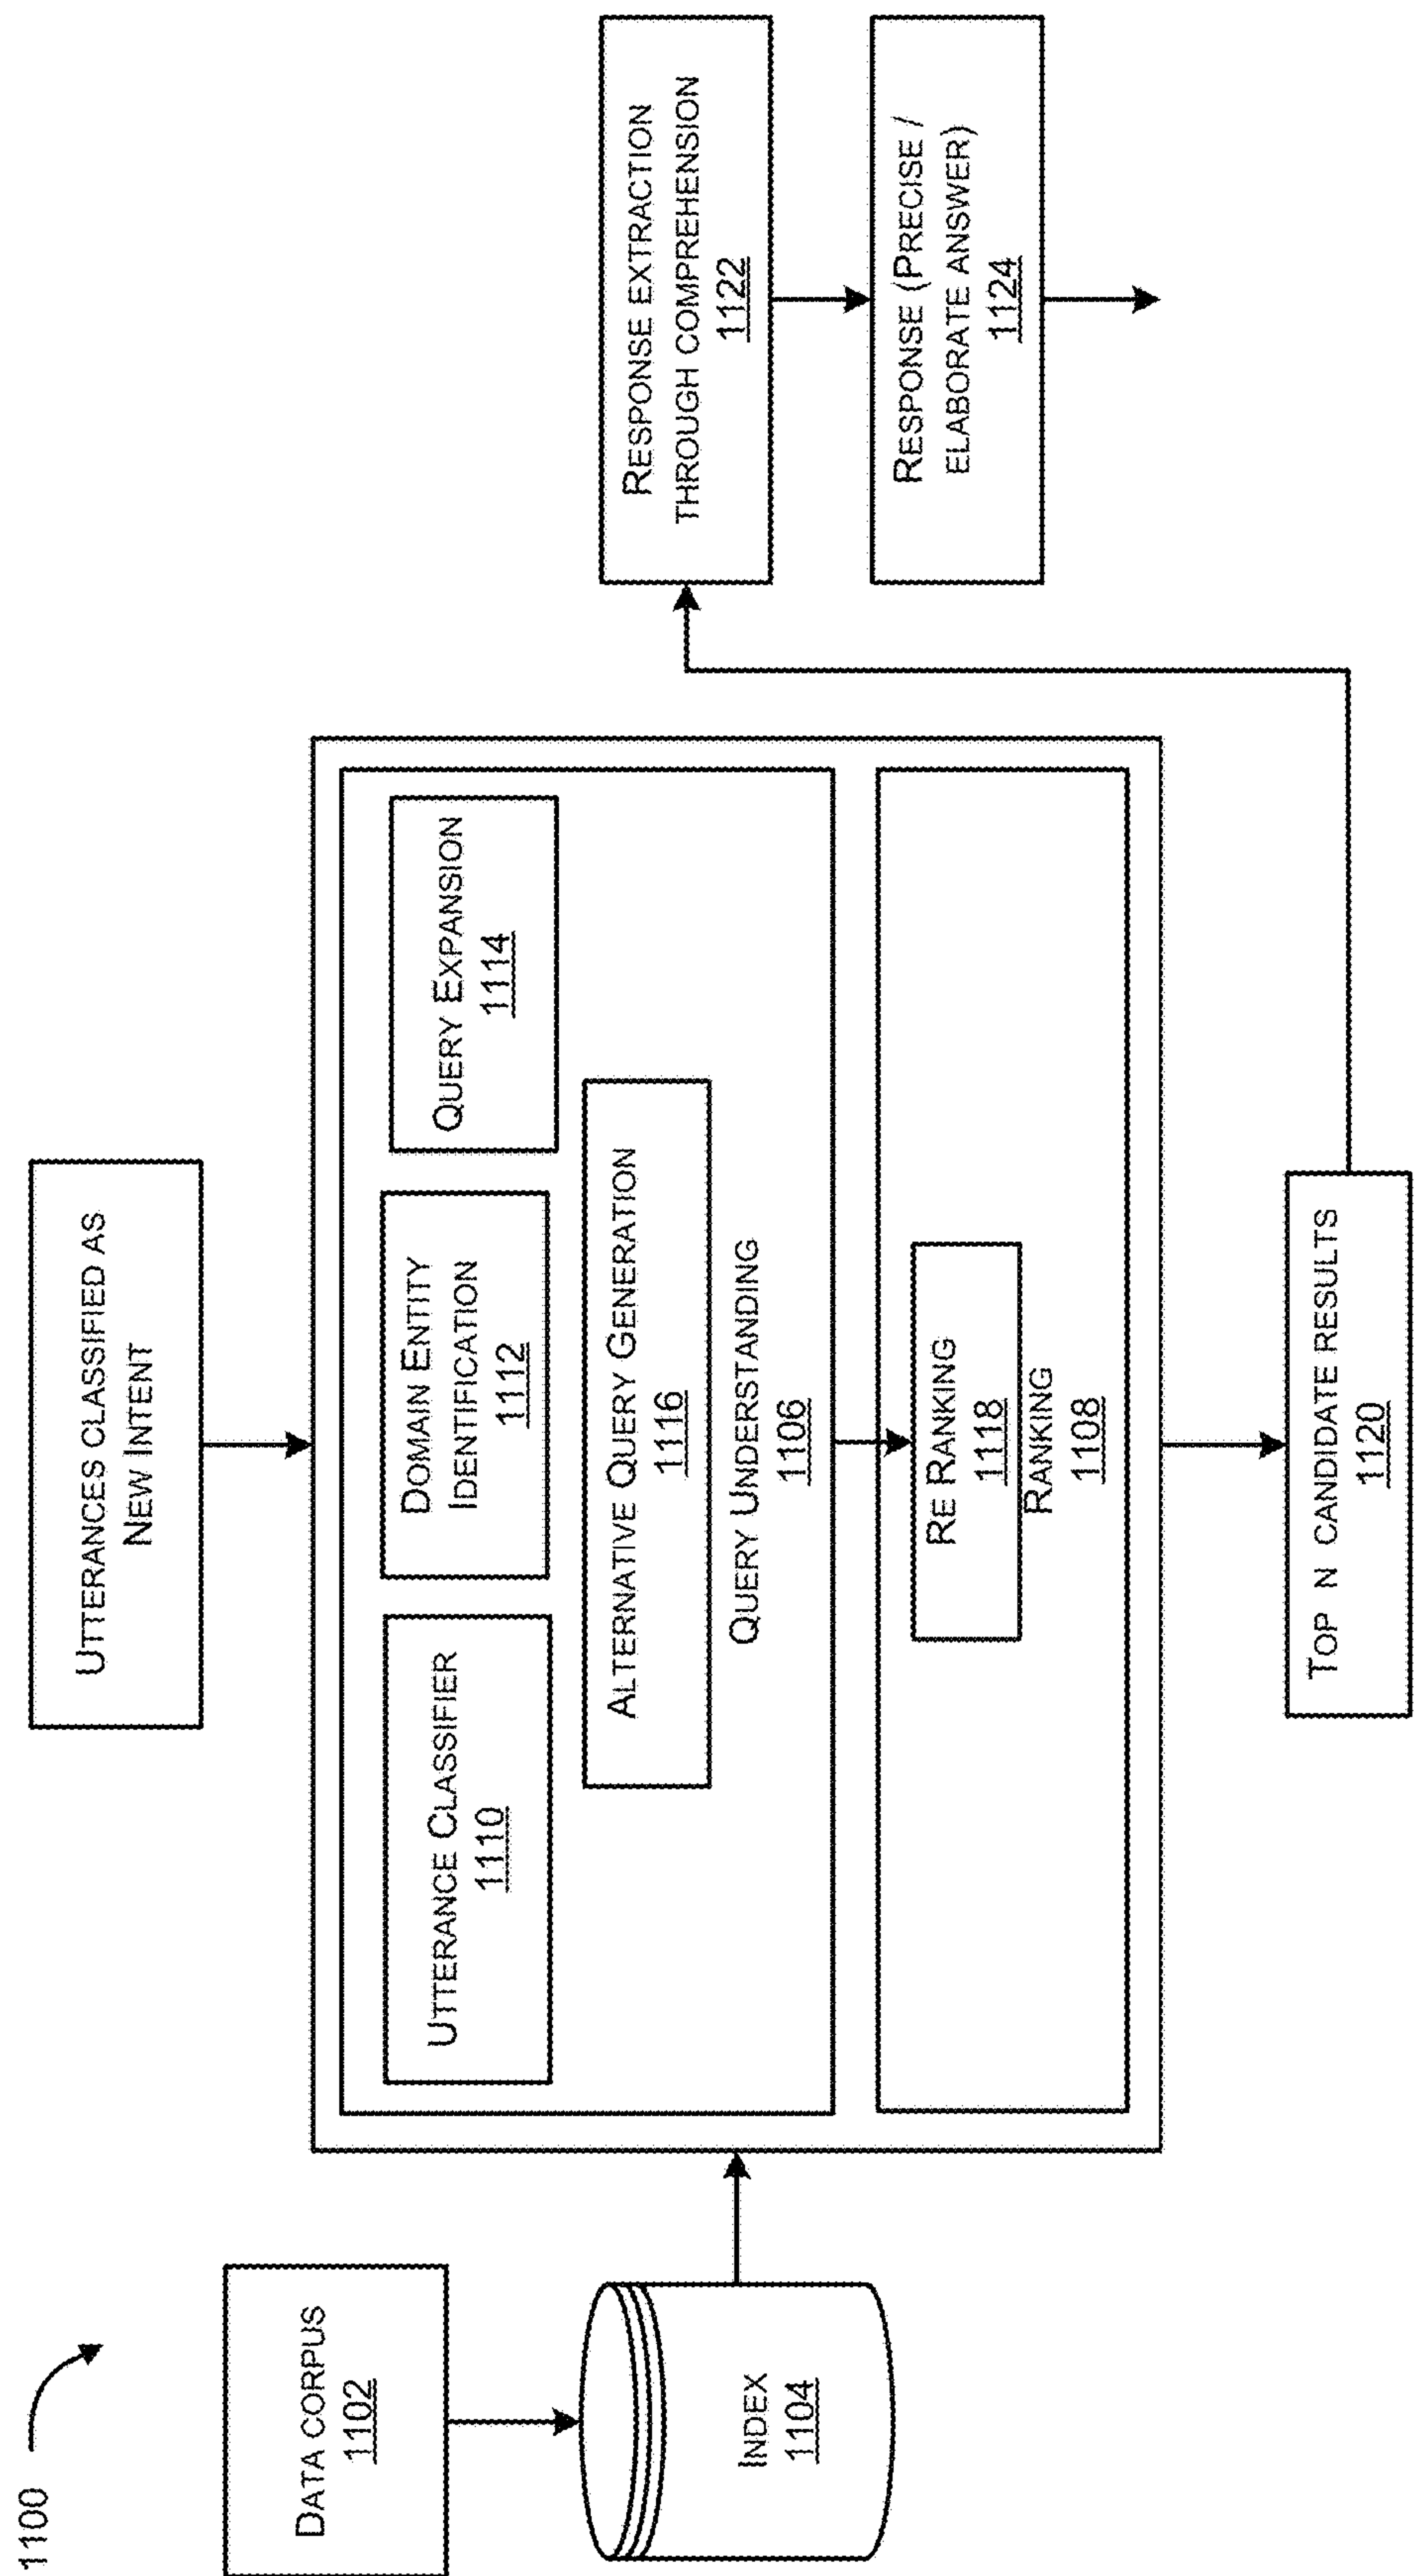 1100
UTTERANCES CLASSIFIED AS
NEW INTENT
DATA CORPUS
1102
INDEX
1104
UTTERANCE CLASSIFIER
1110
DOMAIN ENTITY
IDENTIFICATION
1112
QUERY EXPANSION
1114
ALTERNATIVE QUERY GENERATION
1116
QUERY UNDERSTANDING
1106
RE RANKING
1118
RANKING
1108
TOP N CANDIDATE RESULTS
1120
RESPONSE EXTRACTION
THROUGH COMPREHENSION
1122
RESPONSE (PRECISE /
ELABORATE ANSWER)
1124